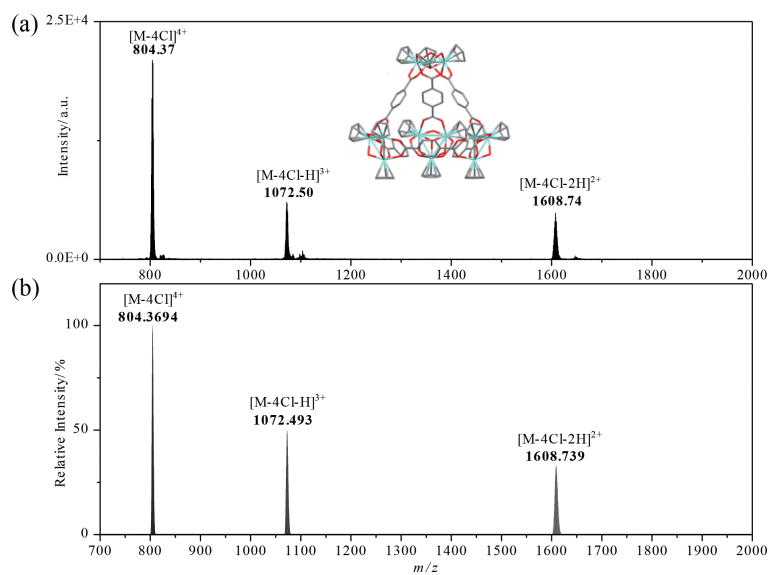 (a)
[M-4Cl]4+
804.37
2.5E+4
Intensity/a.u.
0.0E+0
[M-4Cl-H]3+
1072.50
[M-4Cl-2H]2+
1608.74
800 1000 1200 1400 1600 1800 2000
(b)
[M-4Cl]4+
804.3694
100
50
0
Relative Intensity/%
[M-4Cl-H]3+
1072.493
[M-4Cl-2H]2+
1608.739
700 800 900 1000 1100 1200 1300 1400 1500 1600 1700 1800 1900 2000
m/z